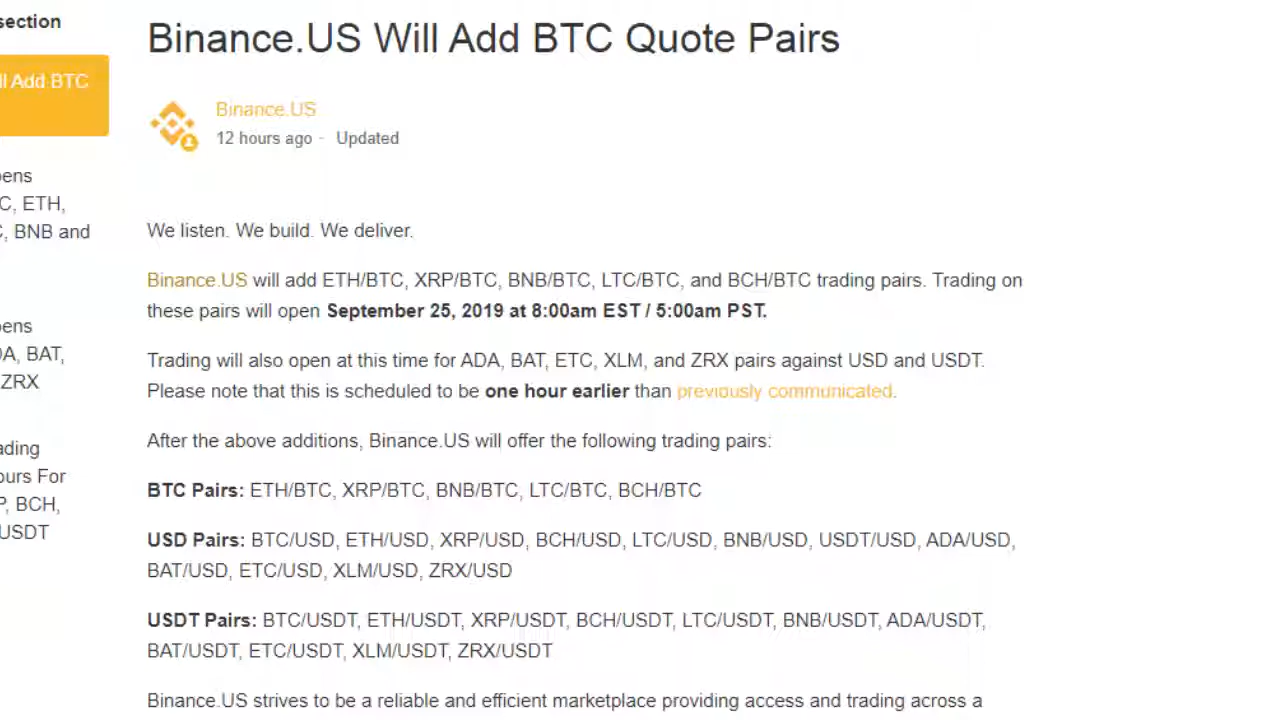 section
ll Add BTC
Binance.US Will Add BTC Quote Pairs
Binance.US
12 hours ago - Updated
ens
C, ETH,
C, BNB and
ens
DA, BAT,
ZRX
ading
ours For
P, BCH,
USDT
We listen. We build. We deliver.
Binance.US will add ETH/BTC, XRP/BTC, BNB/BTC, LTC/BTC, and BCH/BTC trading pairs. Trading on
these pairs will open September 25, 2019 at 8:00am EST / 5:00am PST.
Trading will also open at this time for ADA, BAT, ETC, XLM, and ZRX pairs against USD and USDT.
Please note that this is scheduled to be one hour earlier than previously communicated.
After the above additions, Binance.US will offer the following trading pairs:
BTC Pairs: ETH/BTC, XRP/BTC, BNB/BTC, LTC/BTC, BCH/BTC
USD Pairs: BTC/USD, ETH/USD, XRP/USD, BCH/USD, LTC/USD, BNB/USD, USDT/USD, ADA/USD,
BAT/USD, ETC/USD, XLM/USD, ZRX/USD
USDT Pairs: BTC/USDT, ETH/USDT, XRP/USDT, BCH/USDT, LTC/USDT, BNB/USDT, ADA/USDT,
BAT/USDT, ETC/USDT, XLM/USDT, ZRX/USDT
Binance.US strives to be a reliable and efficient marketplace providing access and trading across a